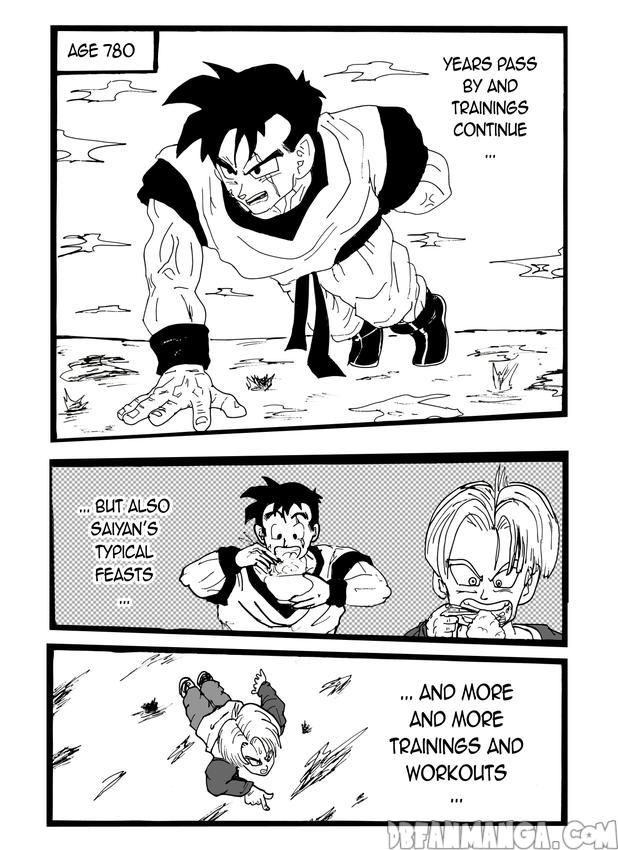 AGE 780
YEARS PASS
BY AND
TRAININGS
CONTINUE
...
... BUT ALSO
SAIYAN'S
TYPICAL
FEASTS
...
... AND MORE
AND MORE
TRAININGS AND
WORKOUTS
...
DBFANMANGA.COM